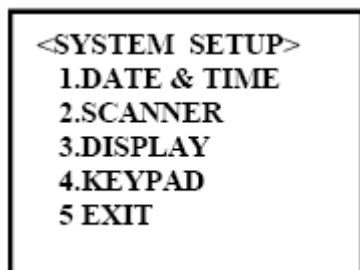 <SYSTEM SETUP>
1.DATE & TIME
2.SCANNER
3.DISPLAY
4.KEYPAD
5 EXIT